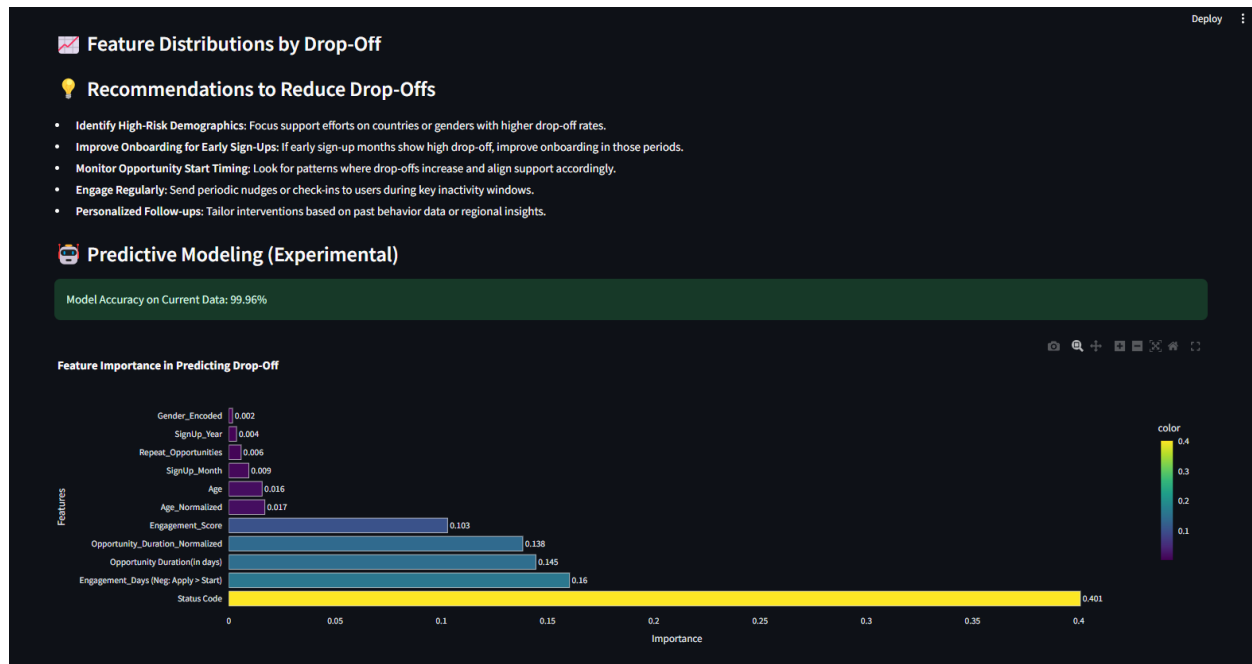 Deploy
Feature Distributions by Drop-Off
Recommendations to Reduce Drop-Offs
Identify High-Risk Demographics: Focus support efforts on countries or genders with higher drop-off rates.
Improve Onboarding for Early Sign-Ups: If early sign-up months show high drop-off, improve onboarding in those periods.
Monitor Opportunity Start Timing: Look for patterns where drop-offs increase and align support accordingly.
Engage Regularly: Send periodic nudges or check-ins to users during key inactivity windows.
Personalized Follow-ups: Tailor interventions based on past behavior data or regional insights.
Predictive Modeling (Experimental)
Model Accuracy on Current Data: 99.96%
Feature Importance in Predicting Drop-Off
Gender_Encoded 0.002
SignUp_Year 0.004
Repeat_Opportunities 0.006
SignUp_Month 0.009
Age 0.016
Age_Normalized 0.017
Engagement_Score 0.103
Opportunity_Duration_Normalized 0.138
Opportunity Duration(in days) 0.145
Engagement_Days (Neg: Apply > Start) 0.16
Status Code 0.401
Features
0 0.05 0.1 0.15 0.2 0.25 0.3 0.35 0.4
Importance
color
0.4
0.3
0.2
0.1